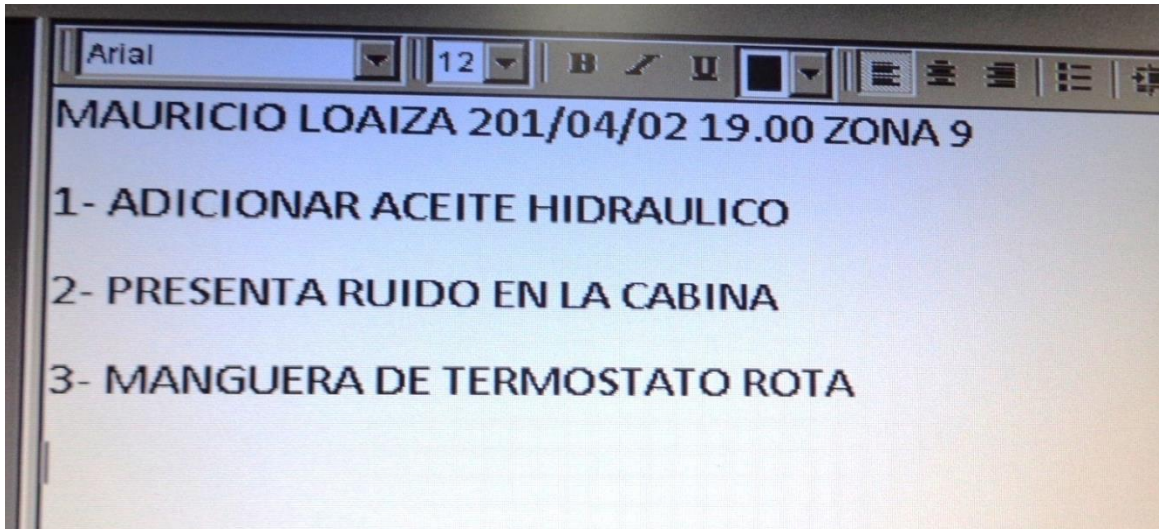 Arial 12 B I U
MAURICIO LOAIZA 201/04/02 19.00 ZONA 9
1- ADICIONAR ACEITE HIDRAULICO
2- PRESENTA RUIDO EN LA CABINA
3- MANGUERA DE TERMOSTATO ROTA